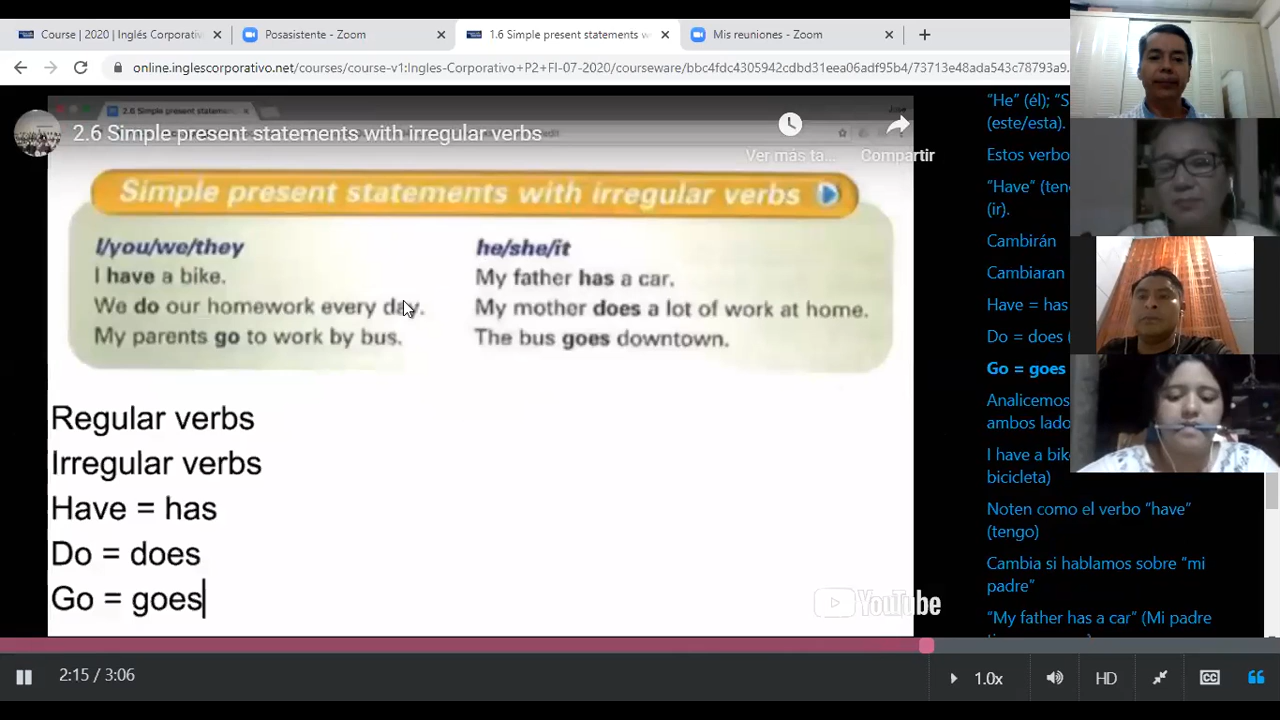 Course | 2020 | Inglés Corporativ
Posasistente - Zoom
1.6 Simple present statements w
Mis reuniones - Zoom
online.inglescorporativo.net/courses/course-v1:Ingles-Corporativo+P2+FI-07-2020/courseware/bbc4fdc4305942cdbd31eea06adf95b4/73713e48ada543c78793a9.
2.6 Simple present statements with irregular verbs
Ver más ta...
Compartir
Simple present statements with irregular verbs
I/you/we/they
I have a bike.
We do our homework every day.
My parents go to work by bus.
he/she/it
My father has a car.
My mother does a lot of work at home.
The bus goes downtown.
Regular verbs
Irregular verbs
Have = has
Do = does
Go = goes
YouTube
"He" (él); "S
(este/esta).
Estos verbo
"Have" (ten
(ir).
Cambirán
Cambiaran
Have = has
Do = does (
Go = goes
Analicemos
ambos lado
I have a bik
bicicleta)
Noten como el verbo "have"
(tengo)
Cambia si hablamos sobre "mi
padre"
"My father has a car" (Mi padre
2:15 / 3:06
1.0x
HD
CC